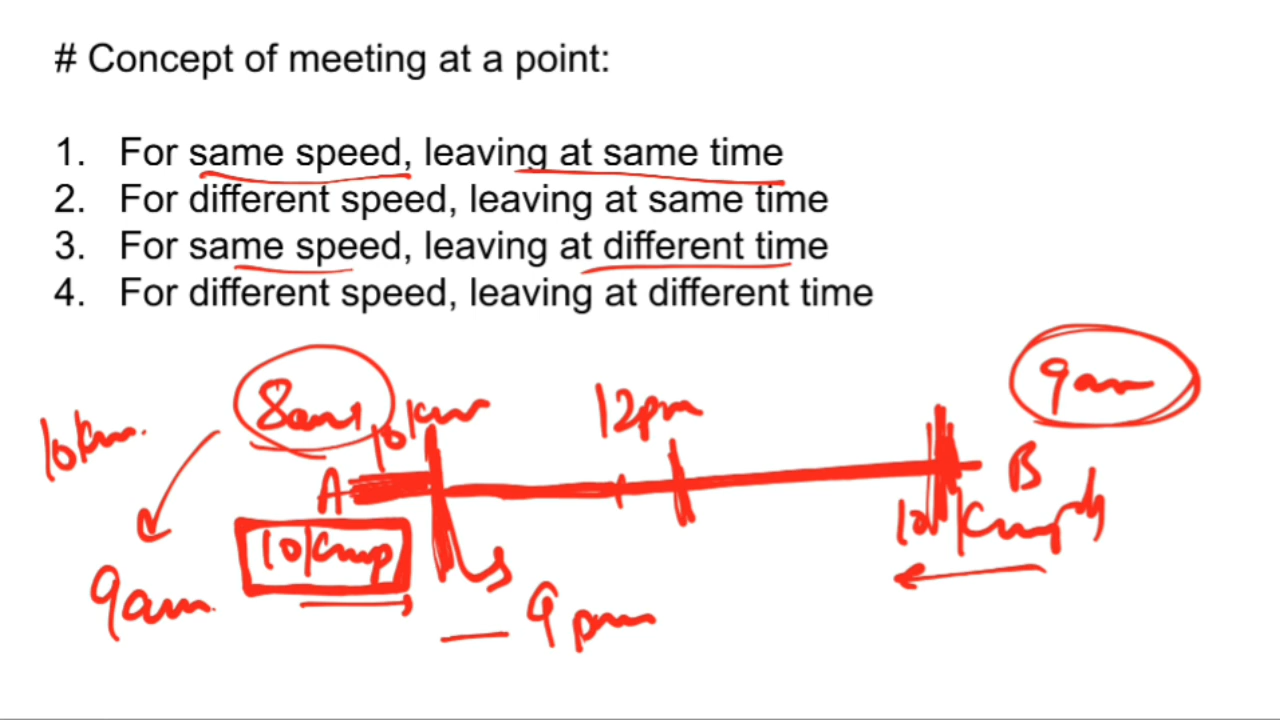 # Concept of meeting at a point:
1. For same speed, leaving at same time
2. For different speed, leaving at same time
3. For same speed, leaving at different time
4. For different speed, leaving at different time
10km.
8am
10km
12pm
9am
A
B
10kmp
10kmph
9am.
9pm